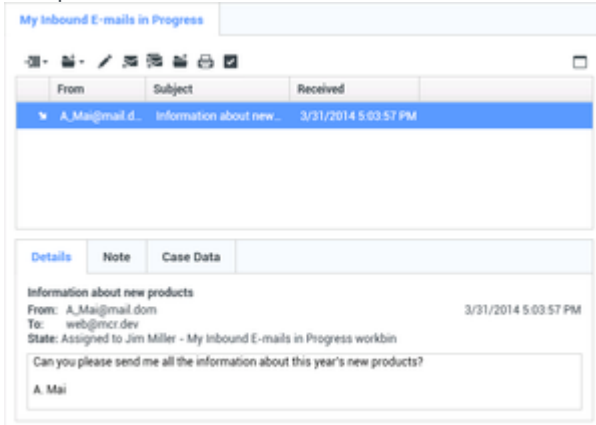 My Inbound E-mails in Progress
From Subject Received
A_Mai@mail.d... Information about new... 3/31/2014 5:03:57 PM
Details Note Case Data
Information about new products
From: A_Mai@mail.dom 3/31/2014 5:03:57 PM
To: web@mcr.dev
State: Assigned to Jim Miller - My Inbound E-mails in Progress workbin
Can you please send me all the information about this year's new products?
A. Mai